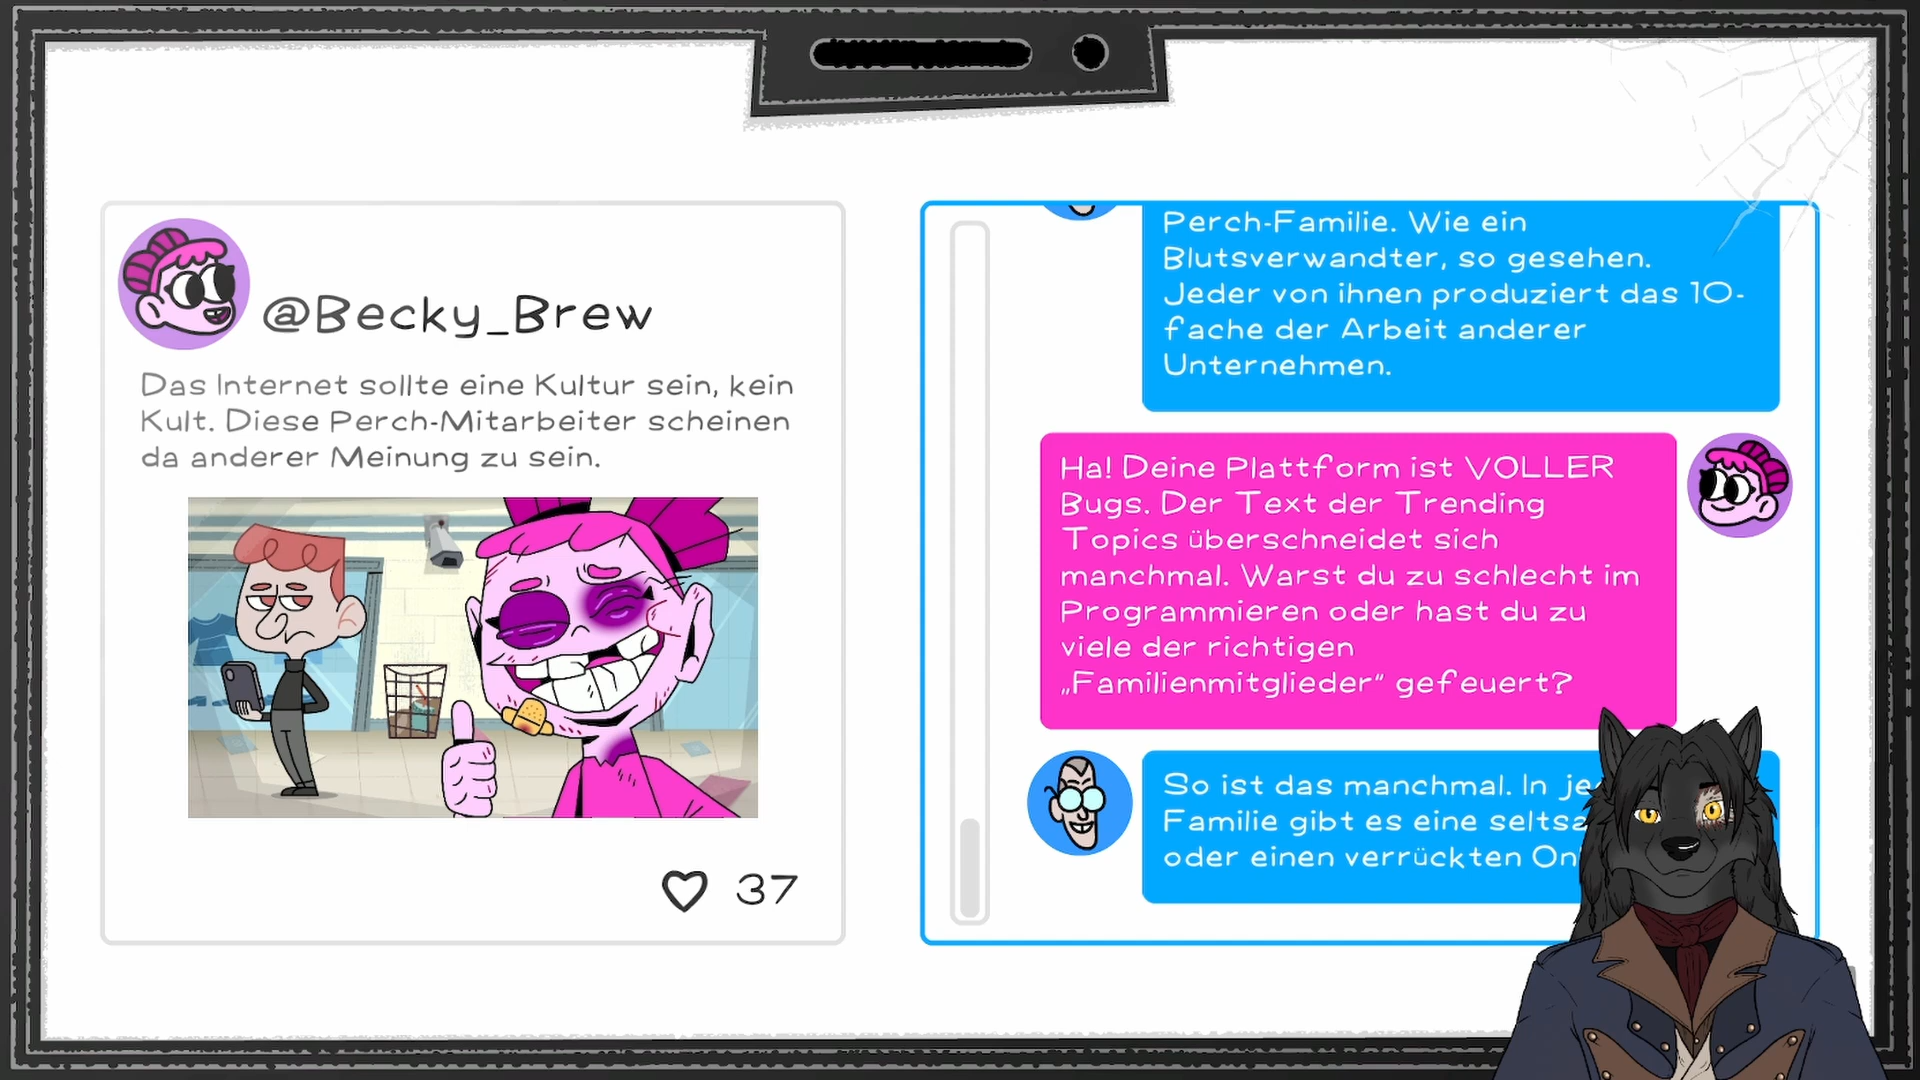 @Becky_Brew
Das Internet sollte eine Kultur sein, kein
Kult. Diese Perch-Mitarbeiter scheinen
da anderer Meinung zu sein.
37
Perch-Familie. Wie ein
Blutsverwandter, so gesehen.
Jeder von ihnen produziert das 10-
fache der Arbeit anderer
Unternehmen.
Ha! Deine Plattform ist VOLLER
Bugs. Der Text der Trending
Topics überschneidet sich
manchmal. Warst du zu schlecht im
Programmieren oder hast du zu
viele der richtigen
„Familienmitglieder“ gefeuert?
So ist das manchmal. In
Familie gibt es eine
oder einen verrückten